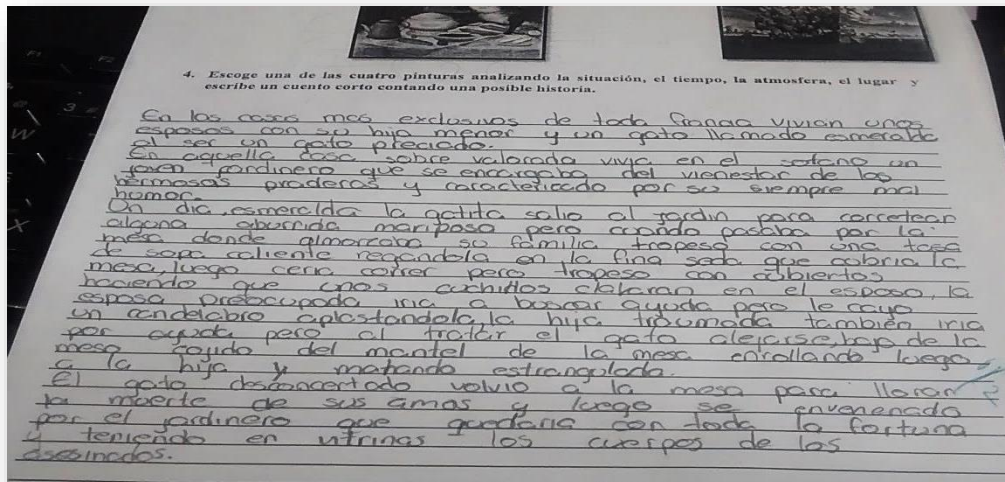 4. Escoge una de las cuatro pinturas analizando la situación, el tiempo, la atmosfera, el lugar y
escribe un cuento corto contando una posible historia.
En las casas mas exclusivas de toda vivian unos
esposos con su hija menor y un gato llamado esmeralda
al ser un gato preciado.
En aquella casa sobre valorada vivia en el sotano un
joven jardinero que se encargaba del vienestar de las
hermosas praderas y caracterizado por su siempre mal
humor.
Un dia, esmeralda la gatita salio al jardin para corretear
alguna aburrida mariposa pero cuando pasaba por la
mesa donde almorzaba su familia tropeso con una tasa
de sopa caliente regandola en la fina seda que cubria la
mesa, luego ceria correr pero tropeso con cubiertos
haciendo que unos cuchillos clabaran en el esposo, la
esposa preocupada iria a buscar ayuda pero le cayo
un candelabro aplastandola, la hija traumada tambien iria
por ayuda pero al tratar el gato alejarse, bajo de la
mesa cojido del mantel de la mesa enrollando luego
a la hija y matando estrangulada.
El gato desconcertado volvio a la mesa para llorar
la muerte de sus amos y luego se envenenado
por el jardinero que quedaria con toda la fortuna
y teniendo en vitrinas los cuerpos de los
asesinados.
F1
F2
3
W
X